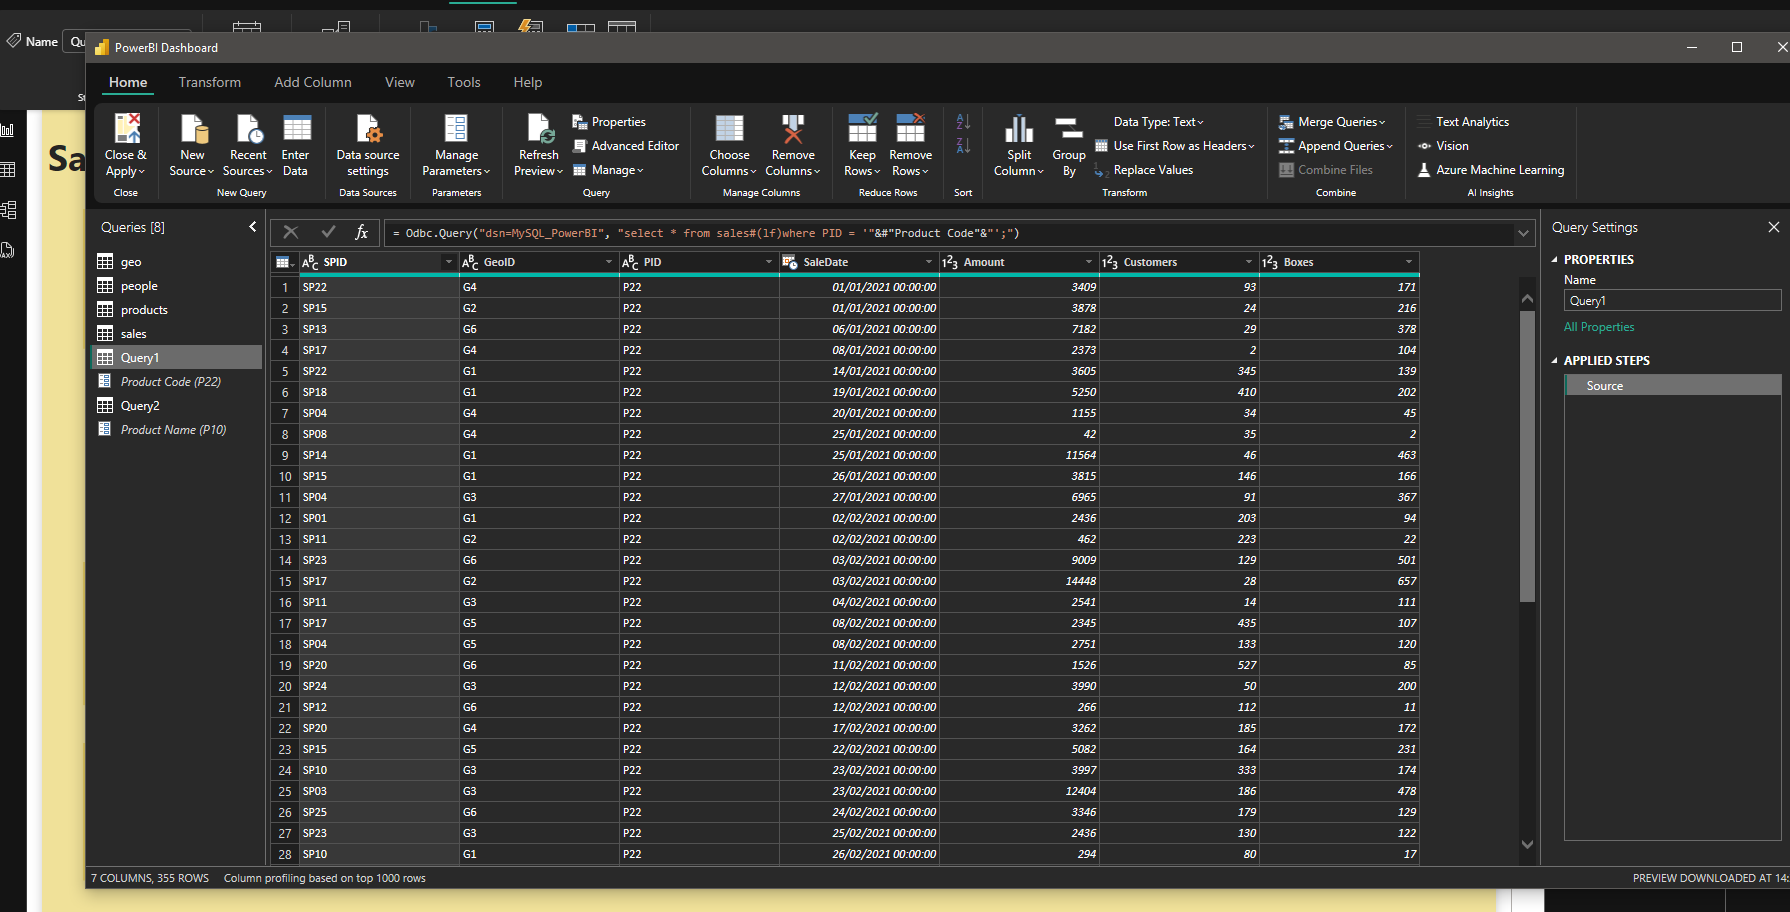 Name
Qu
PowerBI Dashboard
Home Transform Add Column View Tools Help
Close & Apply
Close
New Source
Recent Sources
Enter Data
New Query
Data source settings
Data Sources
Manage Parameters
Parameters
Refresh Preview
Properties
Advanced Editor
Manage
Query
Choose Columns
Remove Columns
Manage Columns
Keep Rows
Remove Rows
Reduce Rows
Sort
Split Column
Group By
Data Type: Text
Use First Row as Headers
Replace Values
Transform
Merge Queries
Append Queries
Combine Files
Combine
Text Analytics
Vision
Azure Machine Learning
AI Insights
St
Sa
Queries [8]
geo
people
products
sales
Query1
Product Code (P22)
Query2
Product Name (P10)
fx
= Odbc.Query("dsn=MySQL_PowerBI", "select * from sales#(lf)where PID = '"&#"Product Code"&"';")
SPID GeoID PID SaleDate Amount Customers Boxes
1 SP22 G4 P22 01/01/2021 00:00:00 3409 93 171
2 SP15 G2 P22 01/01/2021 00:00:00 3878 24 216
3 SP13 G6 P22 06/01/2021 00:00:00 7182 29 378
4 SP17 G4 P22 08/01/2021 00:00:00 2373 2 104
5 SP22 G1 P22 14/01/2021 00:00:00 3605 345 139
6 SP18 G1 P22 19/01/2021 00:00:00 5250 410 202
7 SP04 G4 P22 20/01/2021 00:00:00 1155 34 45
8 SP08 G4 P22 25/01/2021 00:00:00 42 35 2
9 SP14 G1 P22 25/01/2021 00:00:00 11564 46 463
10 SP15 G1 P22 26/01/2021 00:00:00 3815 146 166
11 SP04 G3 P22 27/01/2021 00:00:00 6965 91 367
12 SP01 G1 P22 02/02/2021 00:00:00 2436 203 94
13 SP11 G2 P22 02/02/2021 00:00:00 462 223 22
14 SP23 G6 P22 03/02/2021 00:00:00 9009 129 501
15 SP17 G2 P22 03/02/2021 00:00:00 14448 28 657
16 SP11 G3 P22 04/02/2021 00:00:00 2541 14 111
17 SP17 G5 P22 08/02/2021 00:00:00 2345 435 107
18 SP04 G5 P22 08/02/2021 00:00:00 2751 133 120
19 SP20 G6 P22 11/02/2021 00:00:00 1526 527 85
20 SP24 G3 P22 12/02/2021 00:00:00 3990 50 200
21 SP12 G6 P22 12/02/2021 00:00:00 266 112 11
22 SP20 G4 P22 17/02/2021 00:00:00 3262 185 172
23 SP15 G5 P22 22/02/2021 00:00:00 5082 164 231
24 SP10 G3 P22 23/02/2021 00:00:00 3997 333 174
25 SP03 G3 P22 23/02/2021 00:00:00 12404 186 478
26 SP25 G6 P22 24/02/2021 00:00:00 3346 179 129
27 SP23 G3 P22 25/02/2021 00:00:00 2436 130 122
28 SP10 G1 P22 26/02/2021 00:00:00 294 80 17
Query Settings
PROPERTIES
Name
Query1
All Properties
APPLIED STEPS
Source
7 COLUMNS, 355 ROWS Column profiling based on top 1000 rows
PREVIEW DOWNLOADED AT 14: